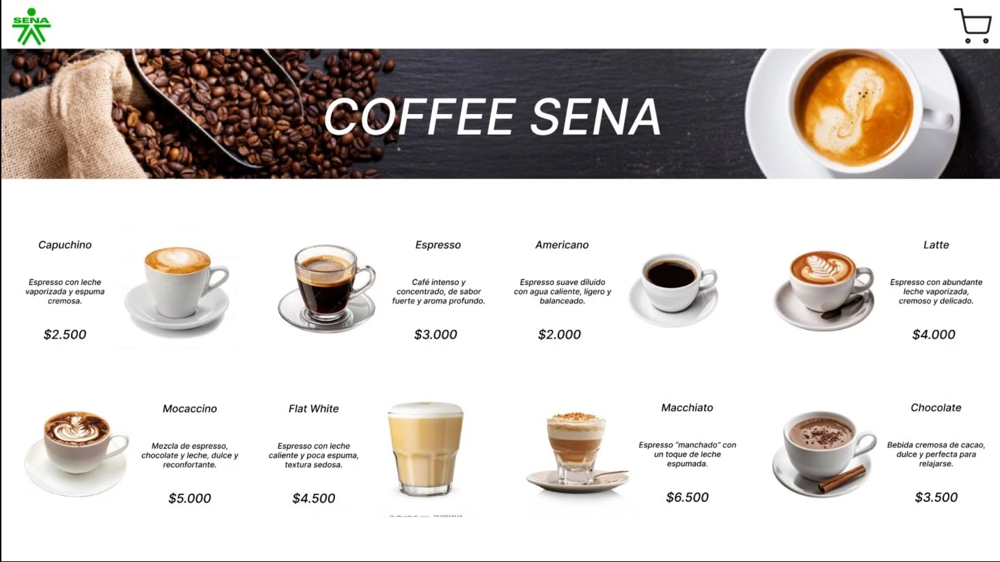 SENA
COFFEE SENA
Capuchino
Espresso con leche
vaporizada y espuma
cremosa.
$2.500
Espresso
Café intenso y
concentrado, de sabor
fuerte y aroma profundo.
$3.000
Americano
Espresso suave diluido
con agua caliente, ligero y
balanceado.
$2.000
Latte
Espresso con abundante
leche vaporizada,
cremoso y delicado.
$4.000
Mocaccino
Mezcla de espresso,
chocolate y leche, dulce y
reconfortante.
$5.000
Flat White
Espresso con leche
caliente y poca espuma,
textura sedosa.
$4.500
Macchiato
Espresso “manchado” con
un toque de leche
espumada.
$6.500
Chocolate
Bebida cremosa de cacao,
dulce y perfecta para
relajarse.
$3.500